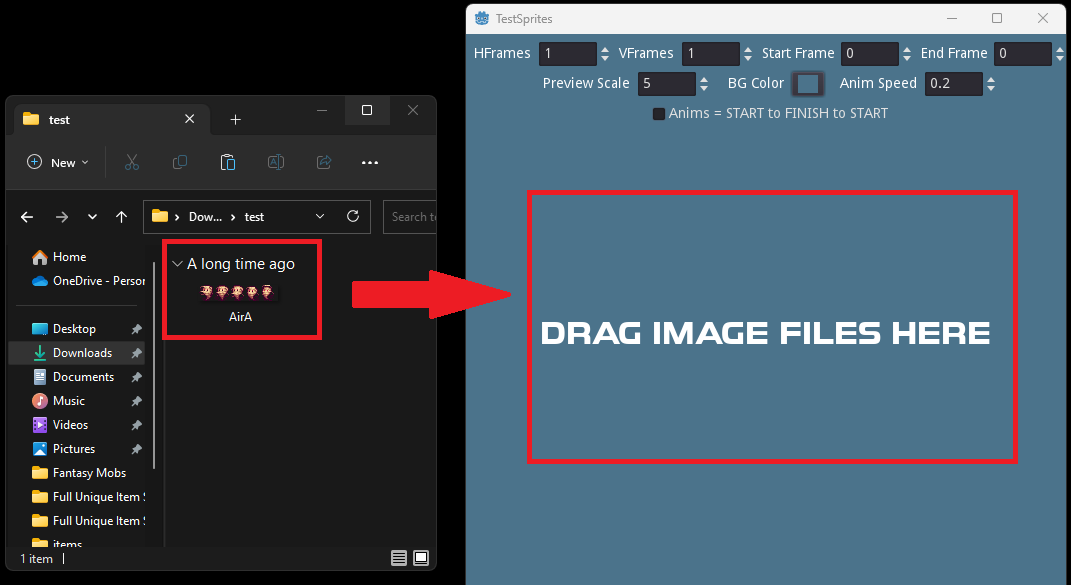 TestSprites
HFrames 1 VFrames 1 Start Frame 0 End Frame 0
Preview Scale 5 BG Color Anim Speed 0.2
Anims = START to FINISH to START
DRAG IMAGE FILES HERE
test
New
Dow... > test
Search
A long time ago
AirA
Home
OneDrive - Person
Desktop
Downloads
Documents
Music
Videos
Pictures
Fantasy Mobs
Full Unique Item S
Full Unique Item S
items
1 item